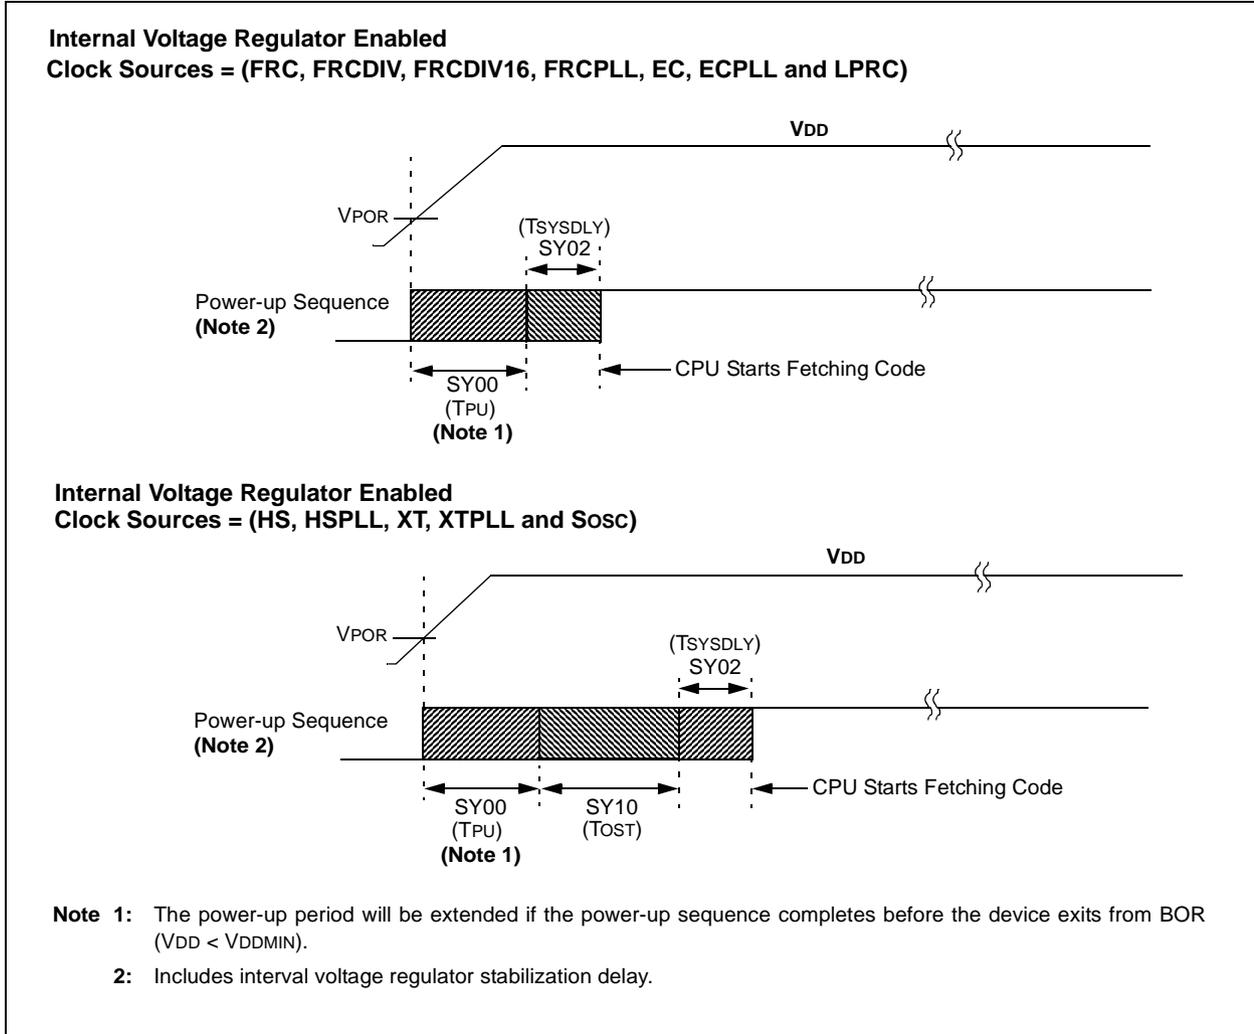 Internal Voltage Regulator Enabled
Clock Sources = (FRC, FRCDIV, FRCDIV16, FRCPLL, EC, ECPLL and LPRC)
VDD
VPOR
(TSYSDLY)
SY02
Power-up Sequence
(Note 2)
CPU Starts Fetching Code
SY00
(TPU)
(Note 1)
Internal Voltage Regulator Enabled
Clock Sources = (HS, HSPLL, XT, XTPLL and SOSC)
VDD
VPOR
(TSYSDLY)
SY02
Power-up Sequence
(Note 2)
CPU Starts Fetching Code
SY00
SY10
(TPU)
(TOST)
(Note 1)
Note 1: The power-up period will be extended if the power-up sequence completes before the device exits from BOR
(VDD < VDDMIN).
2: Includes interval voltage regulator stabilization delay.